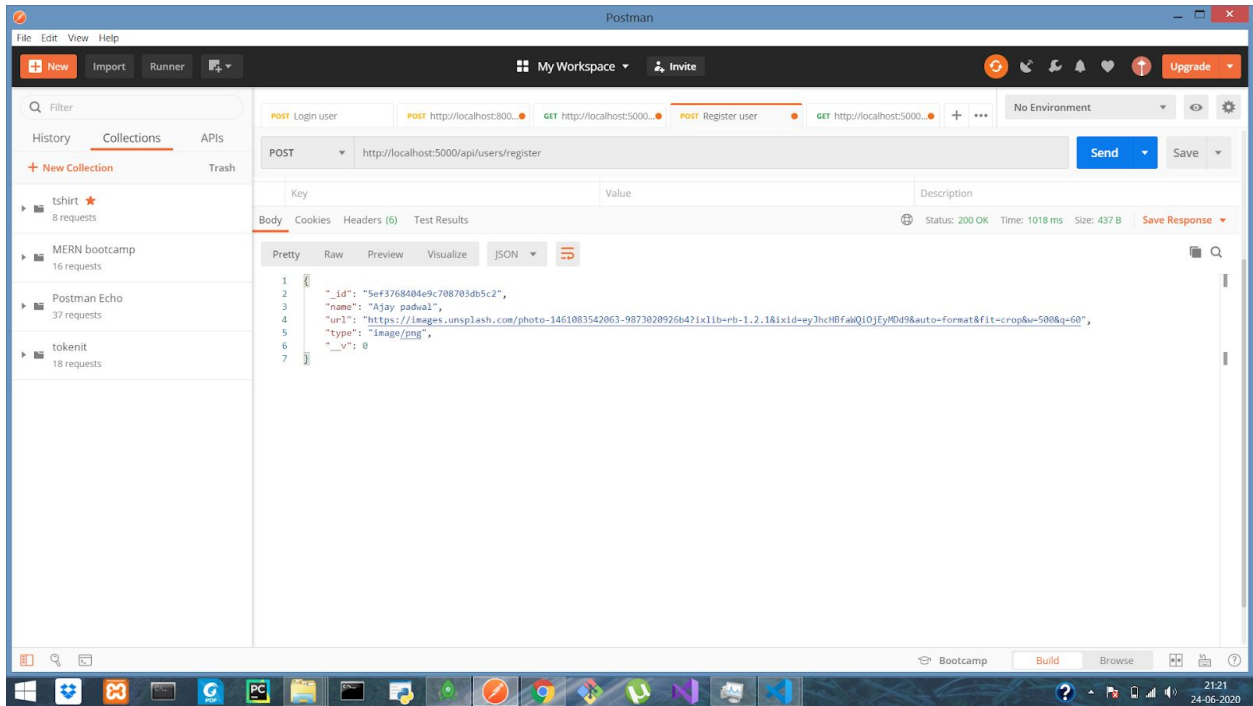 Postman
File Edit View Help
New Import Runner
My Workspace Invite
Upgrade
Filter
History Collections APIs
+ New Collection Trash
tshirt
8 requests
MERN bootcamp
16 requests
Postman Echo
37 requests
tokenit
18 requests
POST Login user
POST http://localhost:800...
GET http://localhost:5000...
POST Register user
GET http://localhost:5000...
+ •••
No Environment
POST http://localhost:5000/api/users/register
Send Save
Key Value Description
Body Cookies Headers (6) Test Results
Status: 200 OK Time: 1018 ms Size: 437 B Save Response
Pretty Raw Preview Visualize JSON
1 {
2 "_id": "5ef3768404e9c708703db5c2",
3 "name": "Ajay padwal",
4 "url": "https://images.unsplash.com/photo-1461083542063-9873020926b4?ixlib=rb-1.2.1&ixid=eyJhcHBfaWQiOjEyMDd9&auto=format&fit=crop&w=500&q=60",
5 "type": "image/png",
6 "__v": 0
7 }
Bootcamp Build Browse
PC
21:21
24-06-2020